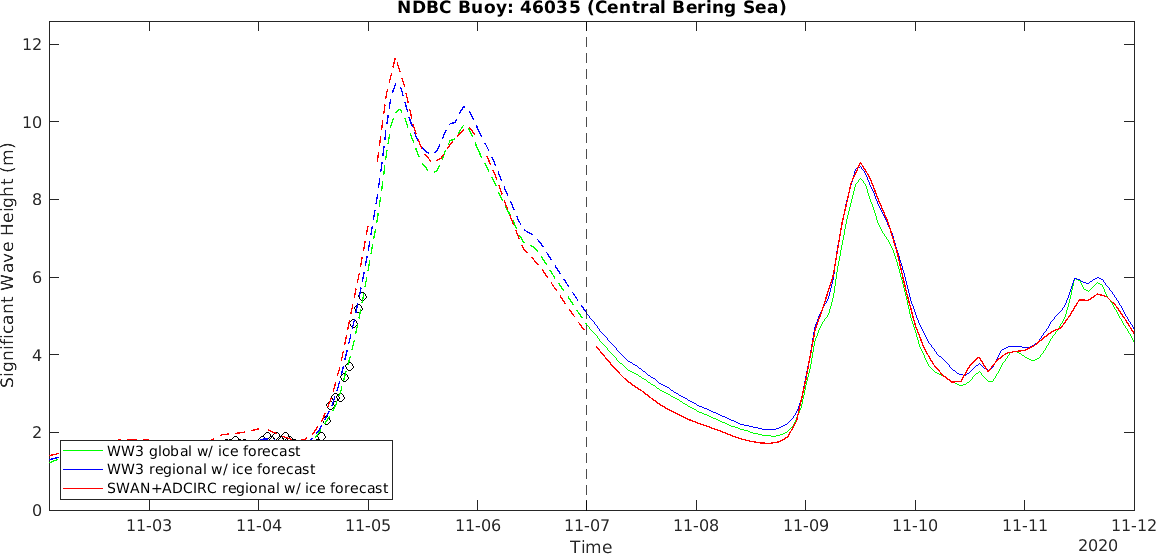 NDBC Buoy: 46035 (Central Bering Sea)
Significant Wave Height (m)
12
10
8
6
4
2
0
WW3 global w/ ice forecast
WW3 regional w/ ice forecast
SWAN+ADCIRC regional w/ ice forecast
11-03 11-04 11-05 11-06 11-07 11-08 11-09 11-10 11-11 11-12
Time
2020